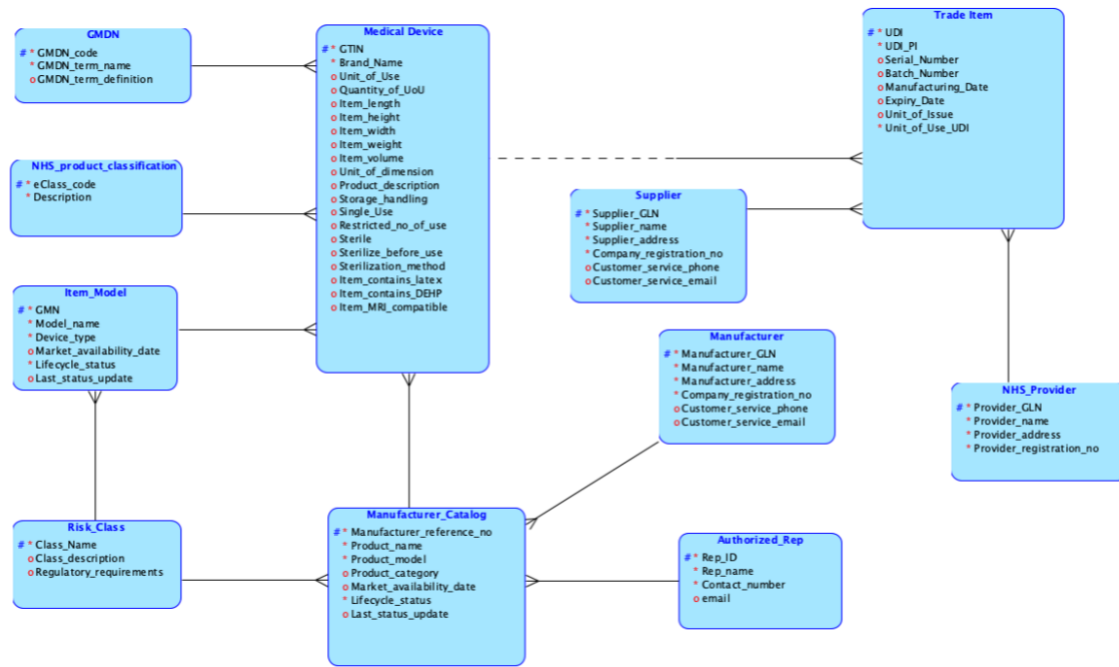 GMDN
# * GMDN_code
* GMDN_term_name
o GMDN_term_definition
NHS_product_classification
# * eClass_code
* Description
Item_Model
# * GMN
* Model_name
* Device_type
o Market_availability_date
* Lifecycle_status
o Last_status_update
Risk_Class
# * Class_Name
o Class_description
o Regulatory_requirements
Medical Device
# * GTIN
* Brand_Name
o Unit_of_Use
o Quantity_of_UoU
o Item_length
o Item_height
o Item_width
o Item_weight
o Item_volume
o Unit_of_dimension
o Product_description
o Storage_handling
o Single_Use
o Restricted_no_of_use
o Sterile
o Sterilize_before_use
o Sterilization_method
o Item_contains_latex
o Item_contains_DEHP
o Item_MRI_compatible
Manufacturer_Catalog
# * Manufacturer_reference_no
* Product_name
* Product_model
o Product_category
o Market_availability_date
* Lifecycle_status
o Last_status_update
Supplier
# * Supplier_GLN
* Supplier_name
* Supplier_address
* Company_registration_no
o Customer_service_phone
o Customer_service_email
Manufacturer
# * Manufacturer_GLN
* Manufacturer_name
* Manufacturer_address
* Company_registration_no
o Customer_service_phone
o Customer_service_email
Authorized_Rep
# * Rep_ID
* Rep_name
* Contact_number
o email
Trade Item
# * UDI
* UDI_PI
o Serial_Number
o Batch_Number
o Manufacturing_Date
o Expiry_Date
o Unit_of_Issue
* Unit_of_Use_UDI
NHS_Provider
# * Provider_GLN
* Provider_name
* Provider_address
* Provider_registration_no